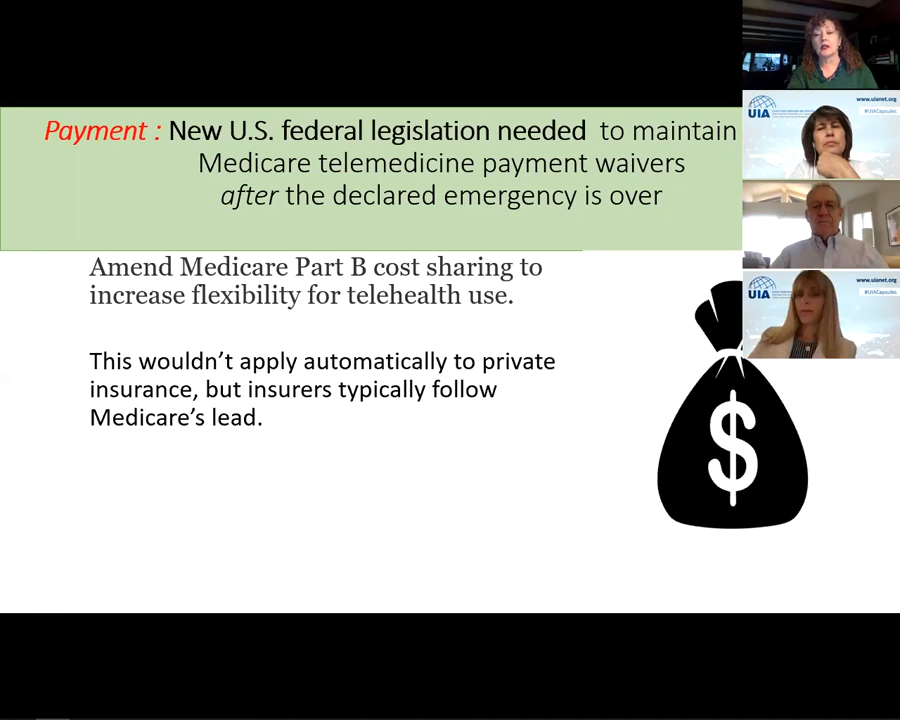 Payment : New U.S. federal legislation needed to maintain
Medicare telemedicine payment waivers
after the declared emergency is over
Amend Medicare Part B cost sharing to
increase flexibility for telehealth use.
This wouldn't apply automatically to private
insurance, but insurers typically follow
Medicare's lead.
$
www.uianet.org
UIA
#UIACapsules
www.uianet.org
UIA
#UIACapsules